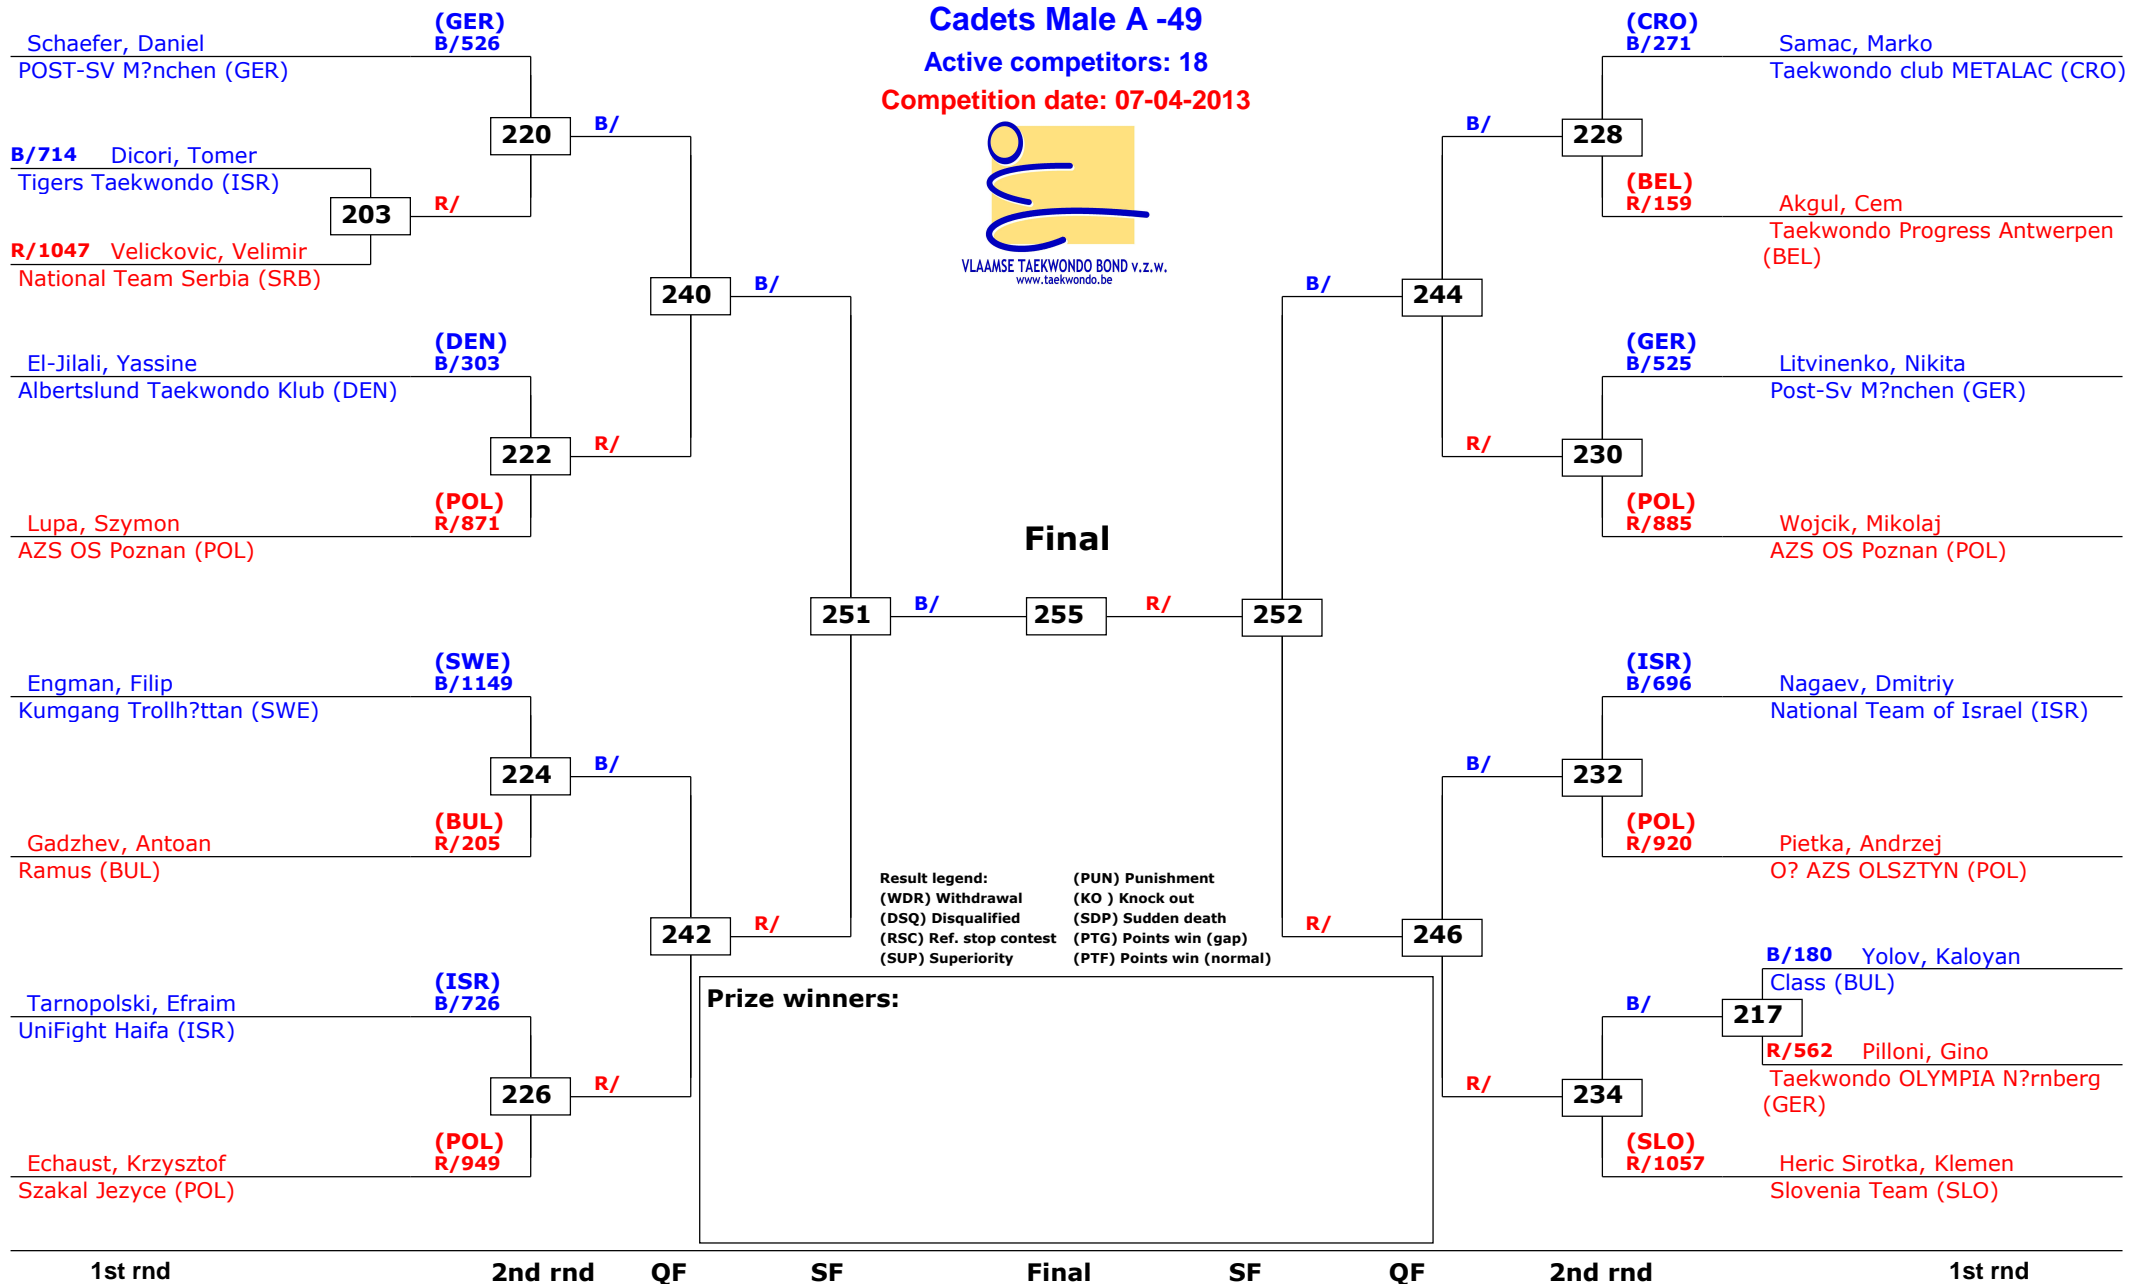 Cadets Male A -49
Active competitors: 18
Competition date: 07-04-2013
VLAAMSE TAEKWONDO BOND v.z.w.
www.taekwondo.be
(GER)
Schaefer, Daniel B/526
POST-SV M?nchen (GER)
220
B/
B/714 Dicori, Tomer
Tigers Taekwondo (ISR)
203
R/
R/1047 Velickovic, Velimir
National Team Serbia (SRB)
240
B/
(DEN)
El-Jilali, Yassine B/303
Albertslund Taekwondo Klub (DEN)
222
R/
(POL)
Lupa, Szymon R/871
AZS OS Poznan (POL)
251
B/
(SWE)
Engman, Filip B/1149
Kumgang Trollh?ttan (SWE)
224
B/
(BUL)
Gadzhev, Antoan R/205
Ramus (BUL)
242
R/
(ISR)
Tarnopolski, Efraim B/726
UniFight Haifa (ISR)
226
R/
(POL)
Echaust, Krzysztof R/949
Szakal Jezyce (POL)
Final
255
(CRO)
B/271 Samac, Marko
Taekwondo club METALAC (CRO)
B/
228
(BEL)
R/159 Akgul, Cem
Taekwondo Progress Antwerpen
(BEL)
B/
244
(GER)
B/525 Litvinenko, Nikita
Post-Sv M?nchen (GER)
R/
230
(POL)
R/885 Wojcik, Mikolaj
AZS OS Poznan (POL)
R/
252
(ISR)
B/696 Nagaev, Dmitriy
National Team of Israel (ISR)
B/
232
(POL)
R/920 Pietka, Andrzej
O? AZS OLSZTYN (POL)
R/
246
B/180 Yolov, Kaloyan
Class (BUL)
B/
217
R/562 Pilloni, Gino
Taekwondo OLYMPIA N?rnberg
(GER)
R/
234
(SLO)
R/1057 Heric Sirotka, Klemen
Slovenia Team (SLO)
Result legend: (PUN) Punishment
(WDR) Withdrawal (KO ) Knock out
(DSQ) Disqualified (SDP) Sudden death
(RSC) Ref. stop contest (PTG) Points win (gap)
(SUP) Superiority (PTF) Points win (normal)
Prize winners:
1st rnd 2nd rnd QF SF Final SF QF 2nd rnd 1st rnd